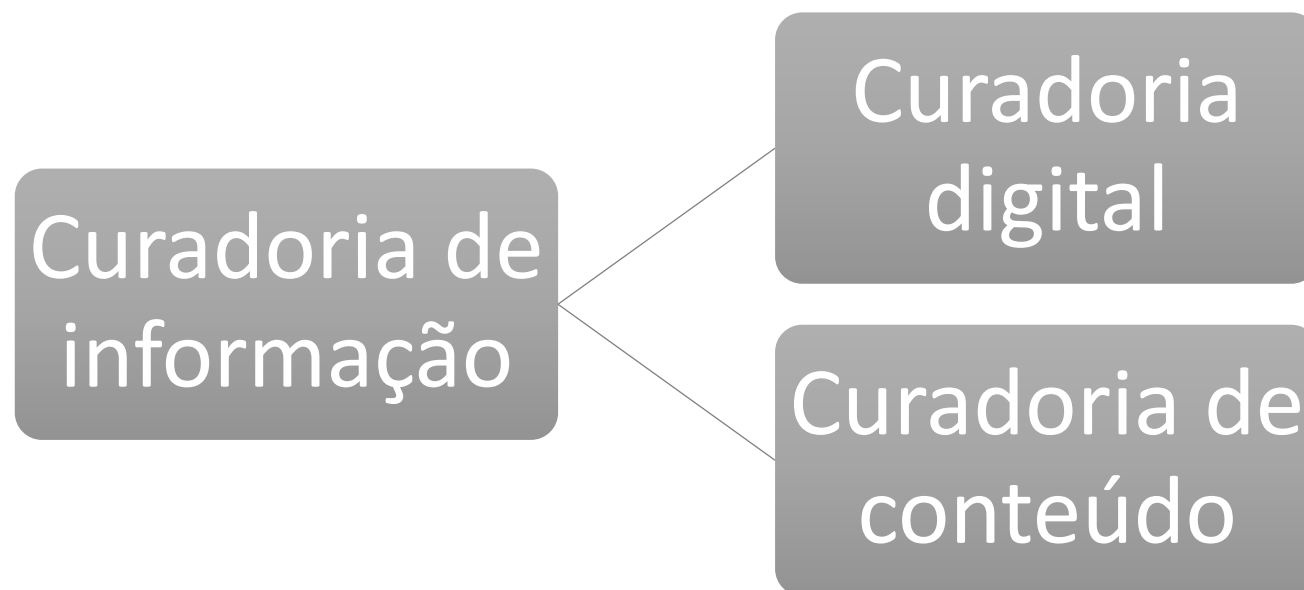 Curadoria de
informação
Curadoria
digital
Curadoria de
conteúdo